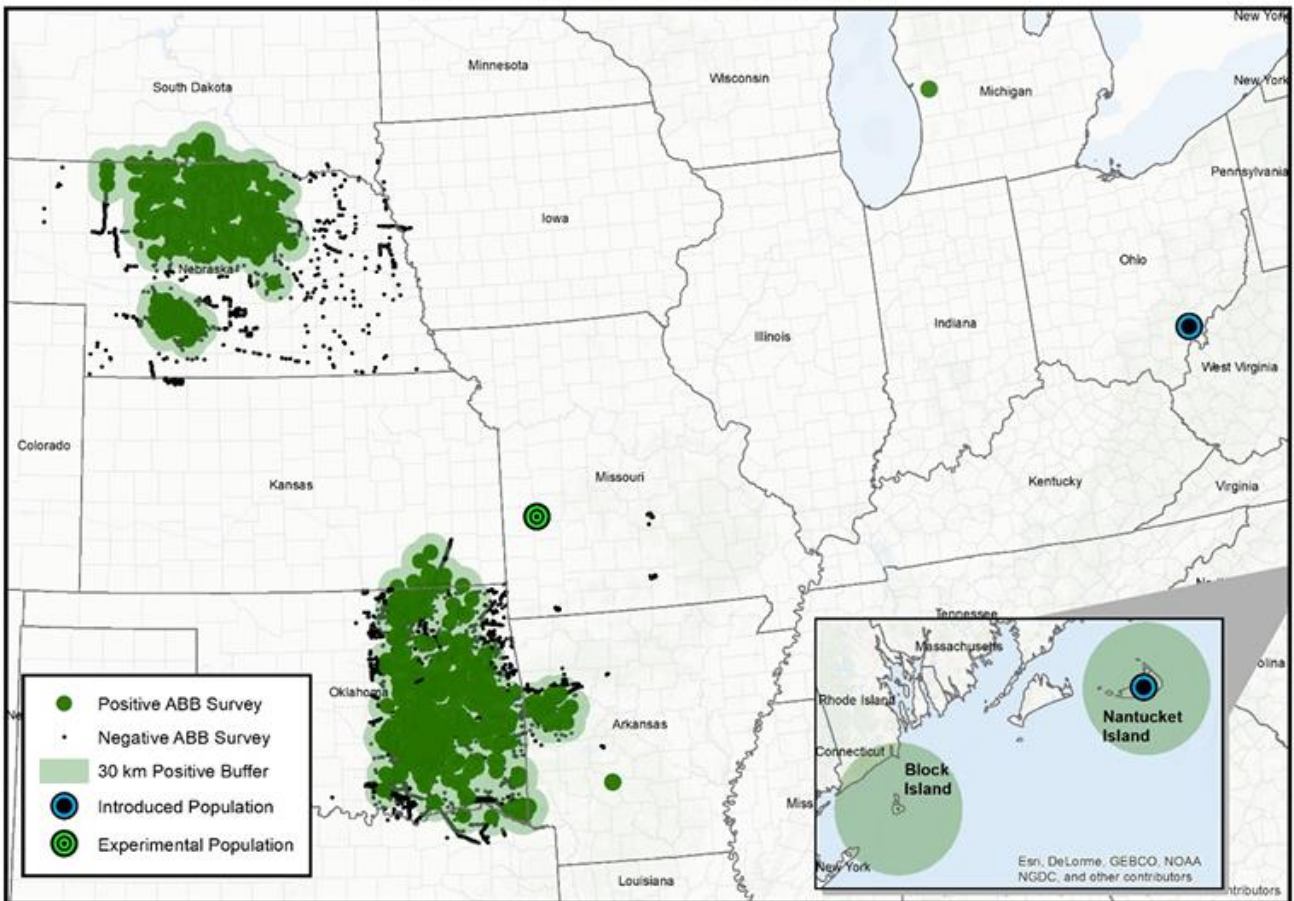 New York
Minnesota
Wisconsin
South Dakota
Michigan
New York
Pennsylvania
Iowa
Ohio
Nebraska
Indiana
Illinois
West Virginia
Colorado
Missouri
Kansas
Kentucky
Virginia
Tennessee
Massachusetts
olina
Oklahoma
Rhode Island
Arkansas
Nantucket
Island
Connecticut
Block
Island
Miss
New York
Esri, DeLorme, GEBCO, NOAA
NGDC, and other contributors
Louisiana
ntributors
Positive ABB Survey
Negative ABB Survey
30 km Positive Buffer
Introduced Population
Experimental Population